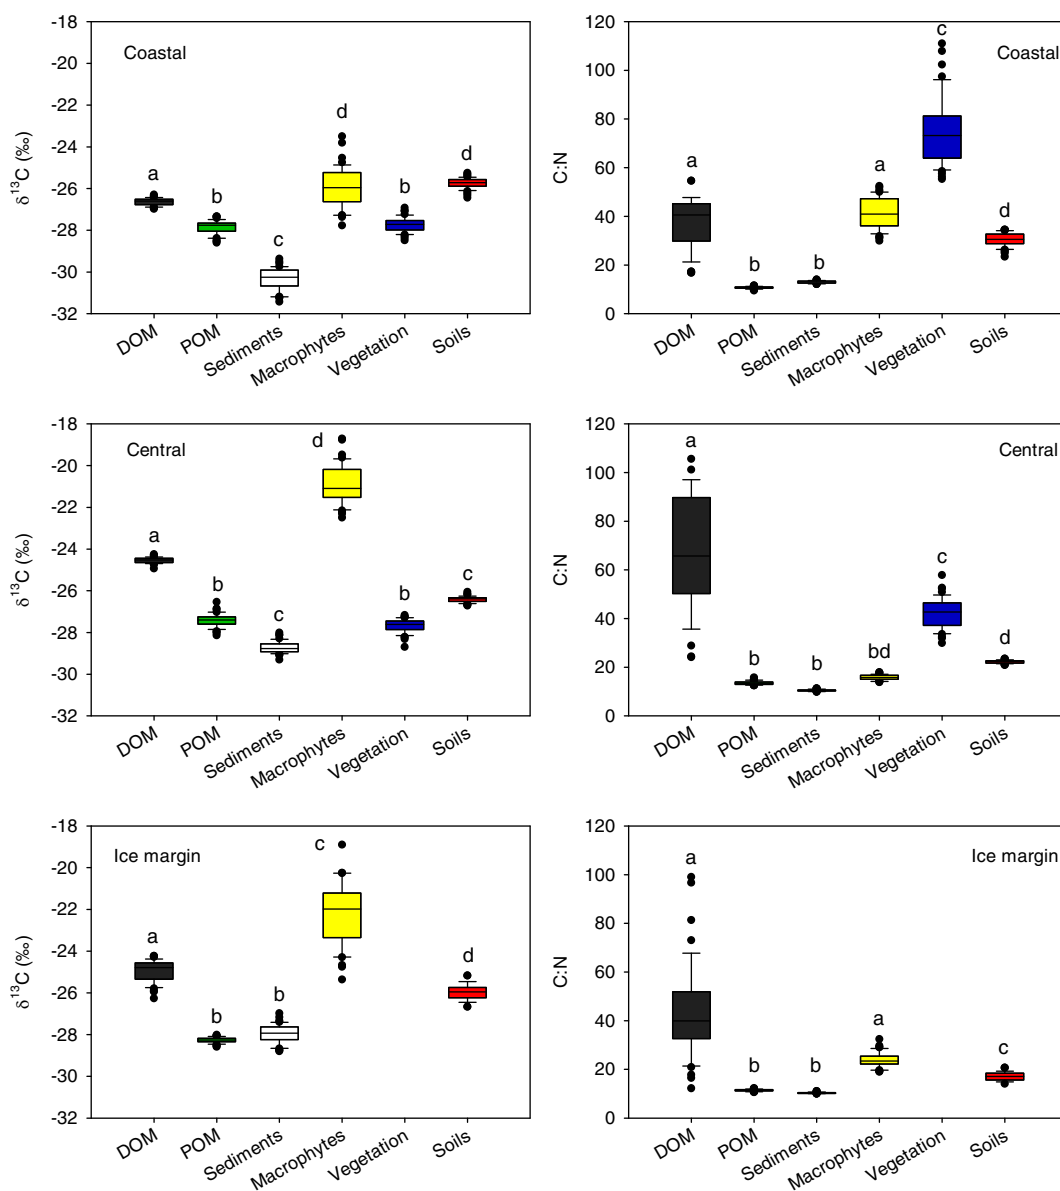 -18
-20
-22
-24
-26
-28
-30
-32
δ13C (‰)
Coastal
a
b
c
d
b
d
DOM
POM
Sediments
Macrophytes
Vegetation
Soils
120
100
80
60
40
20
0
C:N
Coastal
a
b
b
a
c
d
DOM
POM
Sediments
Macrophytes
Vegetation
Soils
-18
-20
-22
-24
-26
-28
-30
-32
δ13C (‰)
Central
a
b
c
d
b
c
DOM
POM
Sediments
Macrophytes
Vegetation
Soils
120
100
80
60
40
20
0
C:N
Central
a
b
b
bd
c
d
DOM
POM
Sediments
Macrophytes
Vegetation
Soils
-18
-20
-22
-24
-26
-28
-30
-32
δ13C (‰)
Ice margin
a
b
b
c
d
DOM
POM
Sediments
Macrophytes
Vegetation
Soils
120
100
80
60
40
20
0
C:N
Ice margin
a
b
b
a
c
DOM
POM
Sediments
Macrophytes
Vegetation
Soils